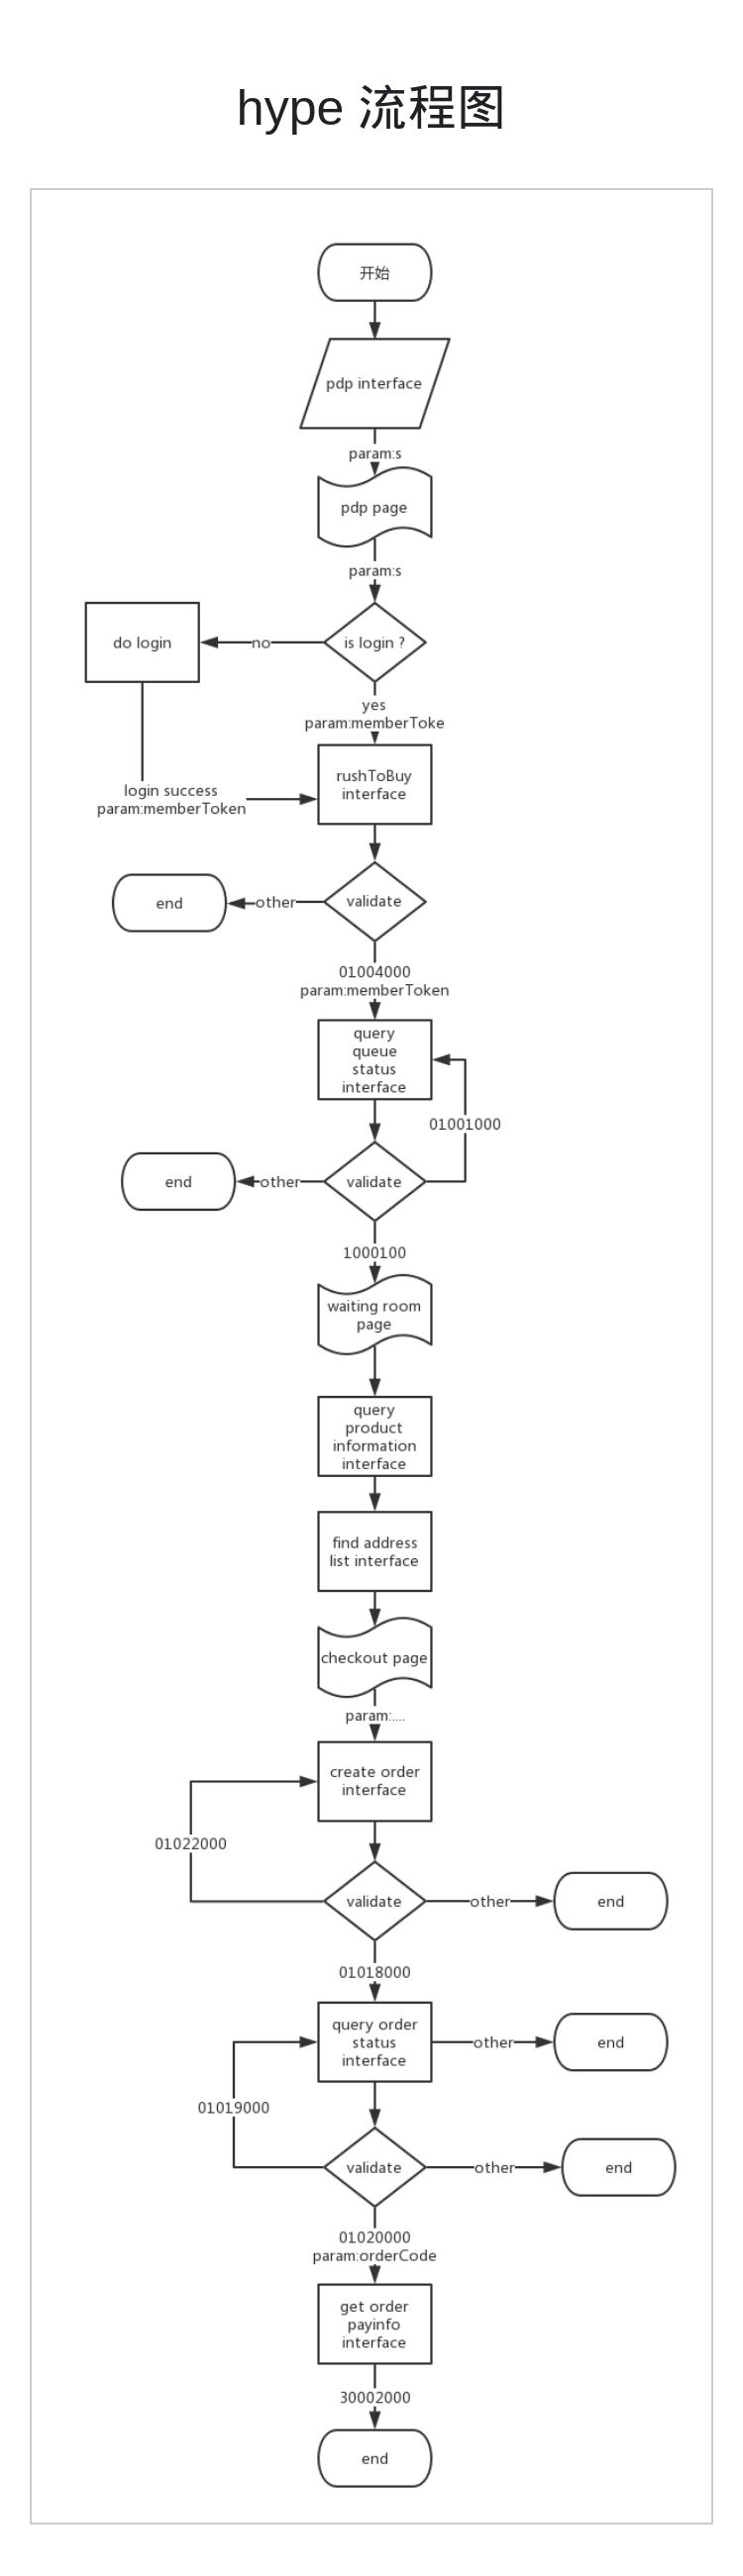 hype 流程图
开始
pdp interface
param:s
pdp page
param:s
do login
no
is login ?
yes
param:memberToke
rushToBuy
interface
login success
param:memberToken
end
other
validate
01004000
param:memberToken
query
queue
status
interface
01001000
end
other
validate
1000100
waiting room
page
query
product
information
interface
find address
list interface
checkout page
param:....
create order
interface
01022000
validate
other
end
01018000
query order
status
interface
other
end
01019000
validate
other
end
01020000
param:orderCode
get order
payinfo
interface
30002000
end